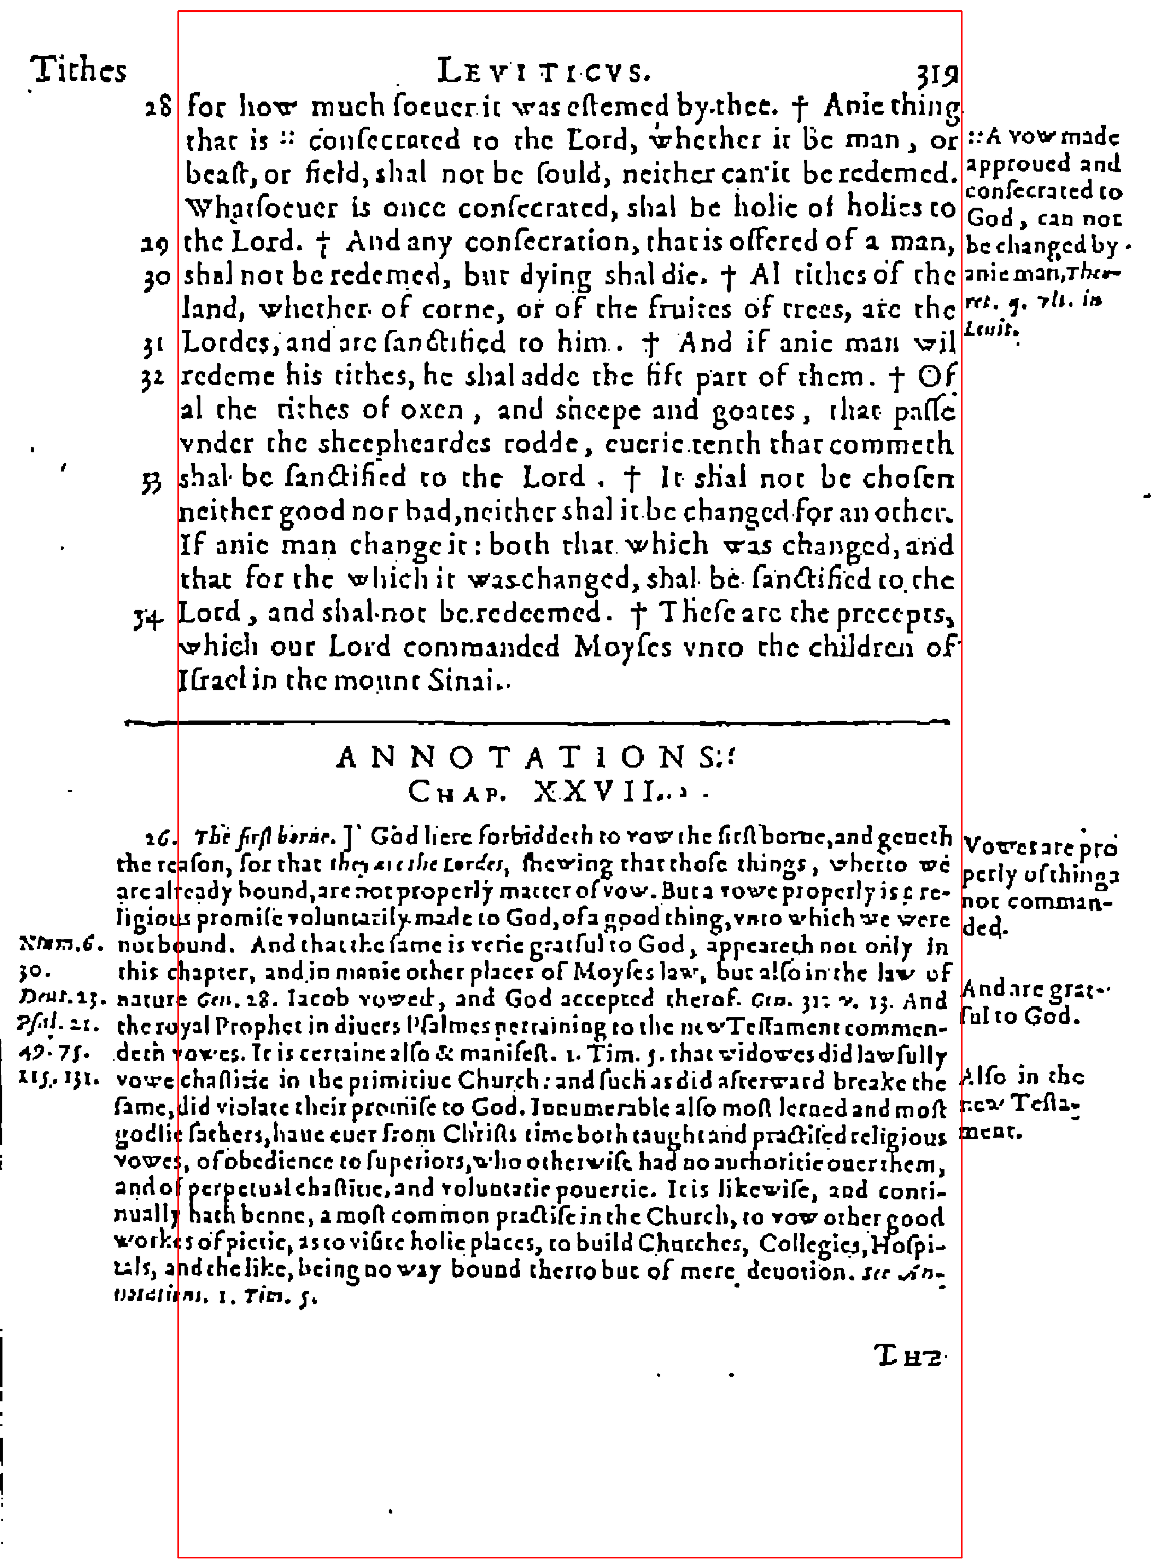 Tithes LEVITICVS. 319
28 for how much soeuer it was estemed by thee. † Anie thing
that is :: consecrated to the Lord, whether it be man, or
beast, or field, shal not be sould, neither can it be redemed.
Whatsoeuer is once consecrated, shal be holie of holies to
29 the Lord. † And any consecration, that is offered of a man,
30 shal not be redemed, but dying shal die. † Al tithes of the
land, whether of corne, or of the fruites of trees, are the
31 Lordes, and are sanctified to him. † And if anie man wil
32 redeme his tithes, he shal adde the fift part of them. † Of
al the tithes of oxen, and sheepe and goates, that passe
vnder the sheepheardes rodde, euerie tenth that commeth
33 shal be sanctified to the Lord. † It shal not be chosen
neither good nor bad, neither shal it be changed for an other.
If anie man change it: both that which was changed, and
that for the which it was changed, shal be sanctified to the
34 Lord, and shal not be redeemed. † These are the precepts,
which our Lord commanded Moyses vnto the children of
Israel in the mount Sinai.
:: A vow made
approued and
consecrated to
God, can not
be changed by
anie man, Theo-
ret. q. vlt. in
Leuit.
ANNOTATIONS.
CHAP. XXVII.
26. The first borne. ] God here forbiddeth to vow the first borne, and geueth
the reason, for that they are the Lordes, shewing that those things, wherto we
are already bound, are not properly matter of vow. But a vowe properly is a re-
ligious promise voluntarily made to God, of a good thing, vnto which we were
not bound. And that the same is verie grateful to God, appeareth not only in
this chapter, and in manie other places of Moyses law, but also in the law of
nature Gen. 28. Iacob vowed, and God accepted therof. Gen. 31: v. 13. And
the royal Prophet in diuers Psalmes pertaining to the new Testament commen-
deth vowes. It is certaine also & manifest. 1. Tim. 5. that widowes did lawfully
vowe chastitie in the primitiue Church: and such as did afterward breake the
same, did violate their promise to God. Innumerable also most lerned and most
godlie fathers, haue euer from Christs time both taught and practised religious
vowes, of obedience to superiors, who otherwise had no authoritie ouer them,
and of perpetual chastitie, and voluntarie pouertie. It is likewise, and conti-
nually hath benne, a most common practise in the Church, to vow other good
workes of pietie, as to visite holie places, to build Churches, Collegies, Hospi-
tals, and the like, being no way bound therto but of mere deuotion. See An-
notations. 1. Tim. 5.
Num. 6.
30.
Deut. 23.
Psal. 21.
49. 75.
115. 131.
Vowes are pro
perly of things
not comman-
ded.
And are grat-
ful to God.
Also in the
new Testa-
ment.
THE